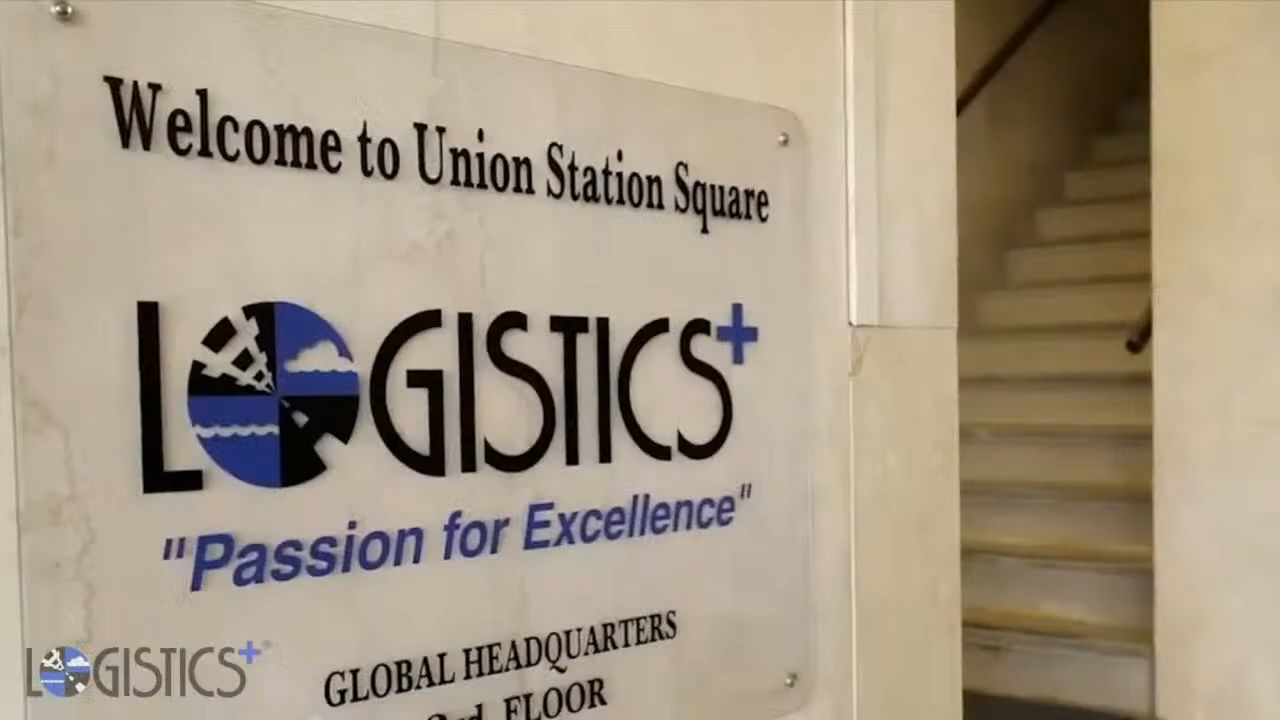 Welcome to Union Station Square
LOGISTICS+
"Passion for Excellence"
GLOBAL HEADQUARTERS
FLOOR
LOGISTICS+